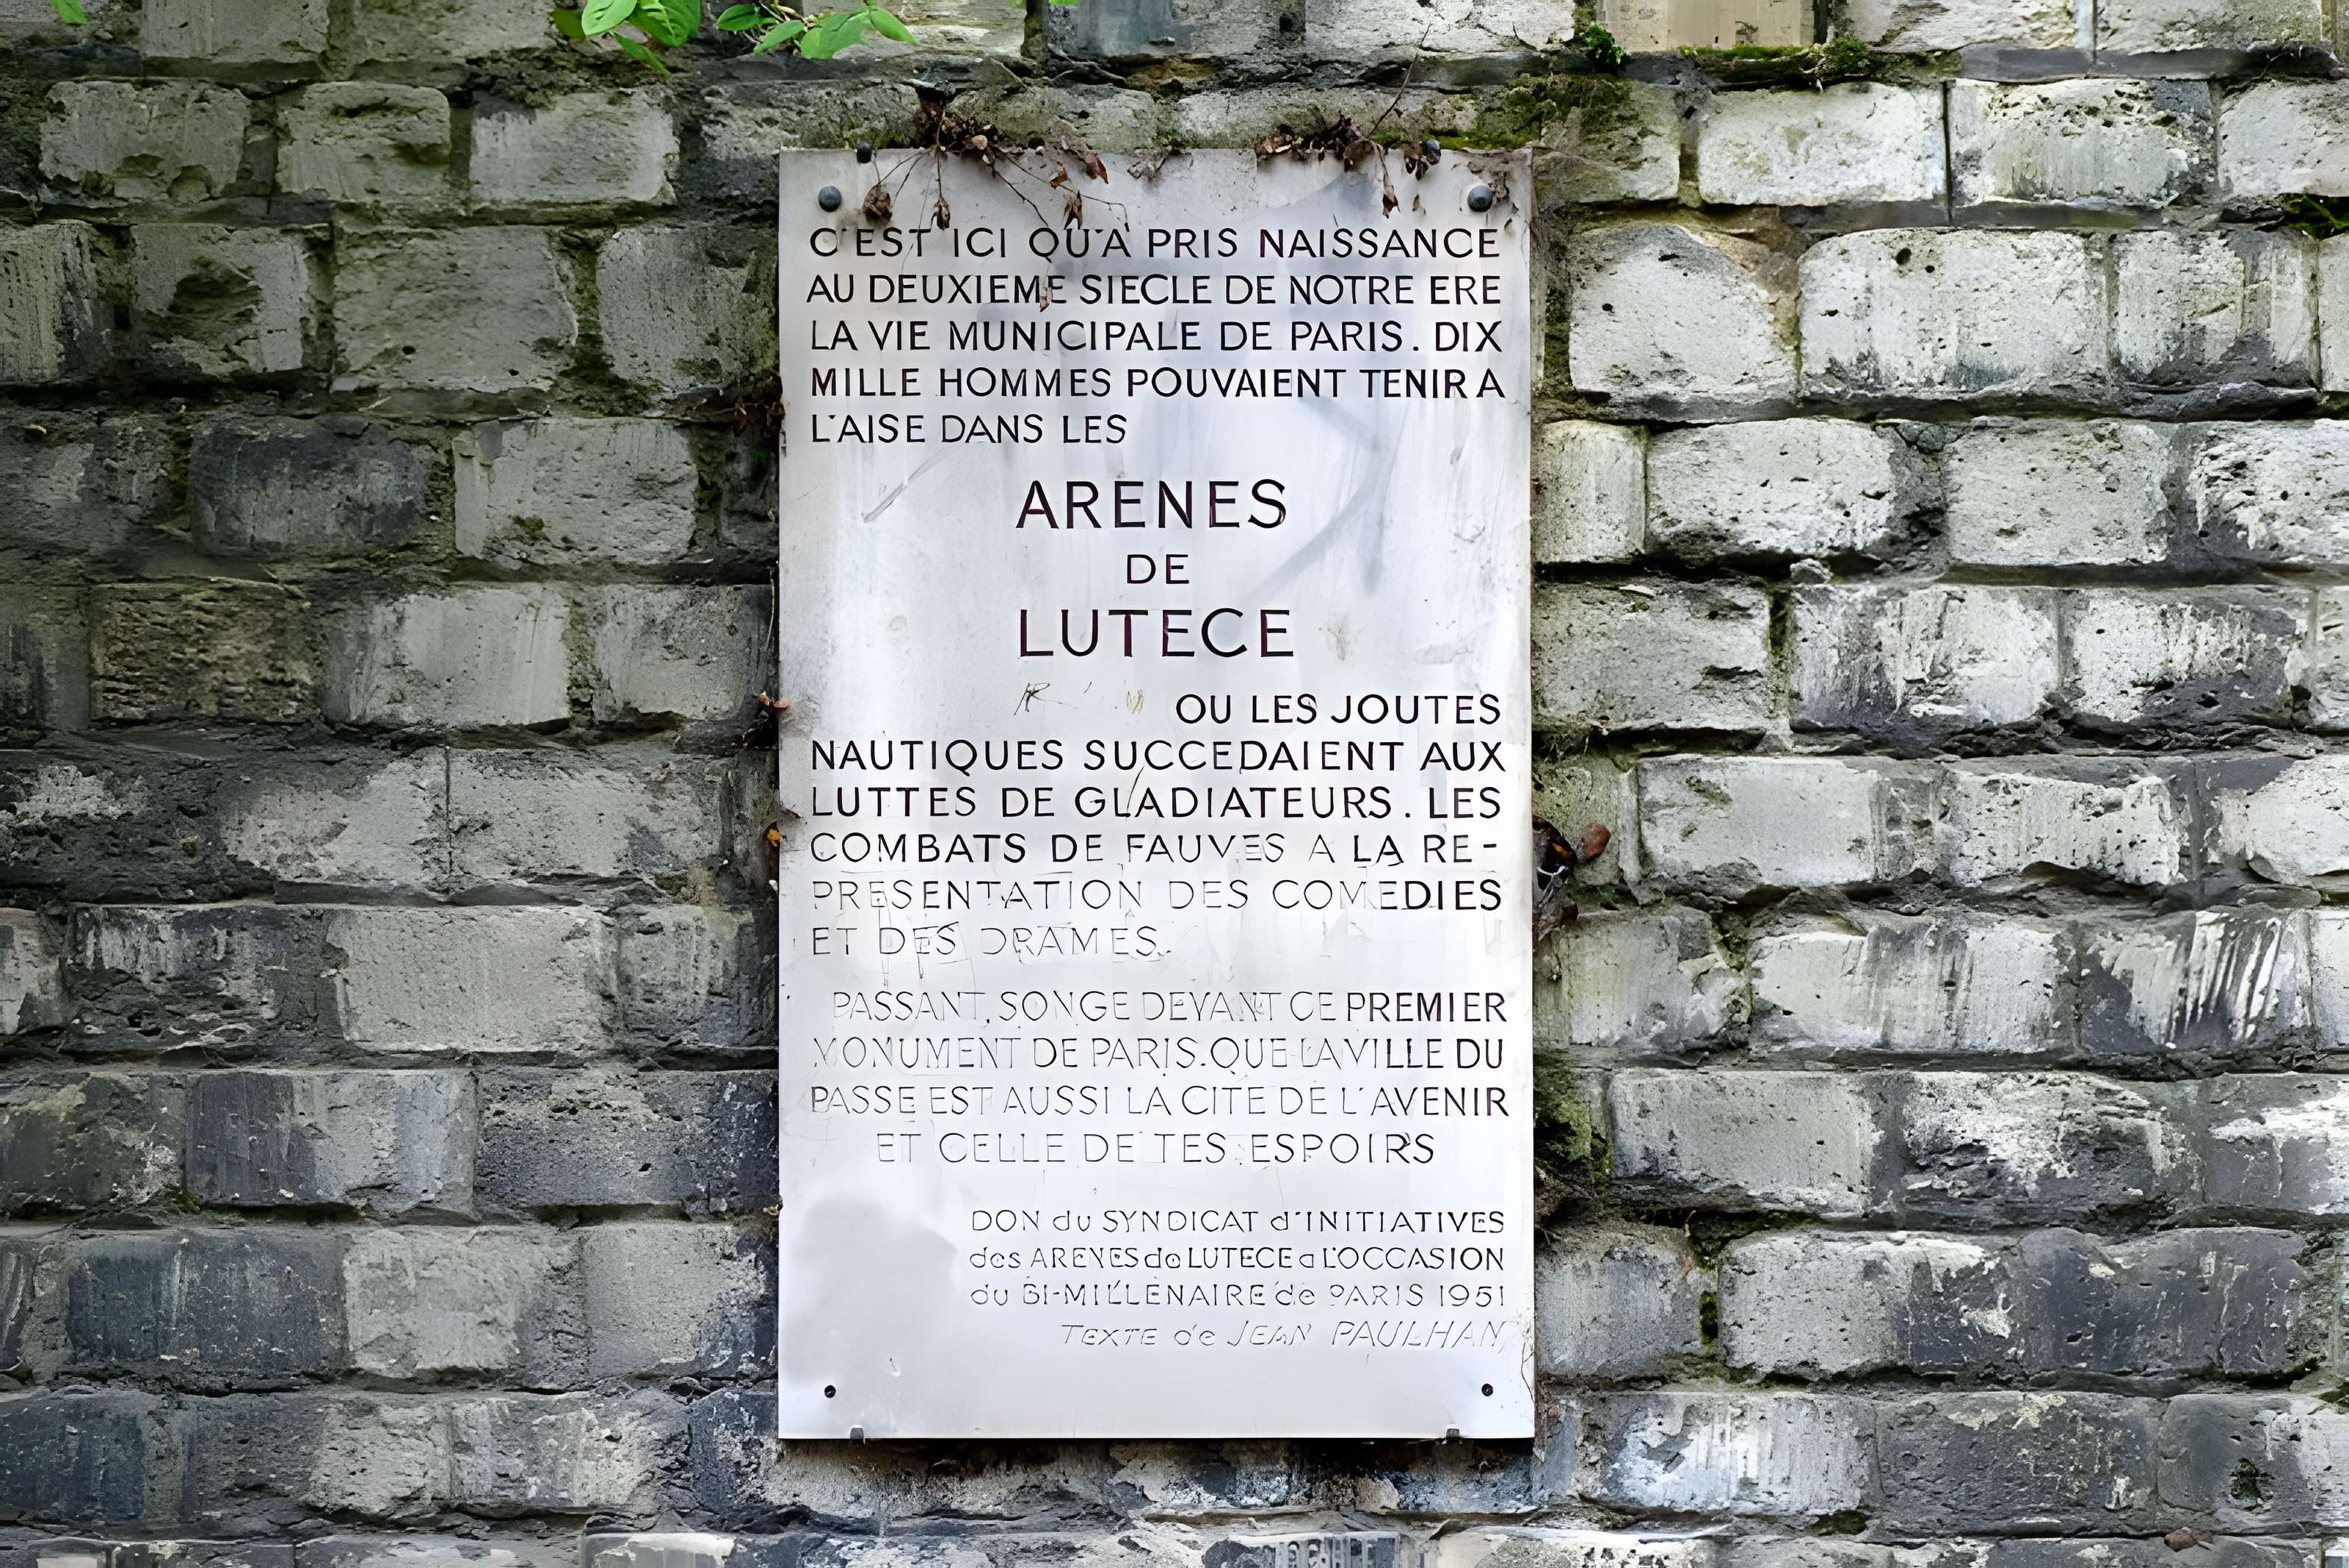 C'EST ICI QU'A PRIS NAISSANCE
AU DEUXIEME SIECLE DE NOTRE ERE
LA VIE MUNICIPALE DE PARIS. DIX
MILLE HOMMES POUVAIENT TENIR A
L'AISE DANS LES
ARENES
DE
LUTECE
OU LES JOUTES
NAUTIQUES SUCCEDAIENT AUX
LUTTES DE GLADIATEURS. LES
COMBATS DE FAUVES A LA RE-
PRESENTATION DES COMEDIES
ET DES DRAMES.
PASSANT, SONGE DEVANT CE PREMIER
MONUMENT DE PARIS. QUE LA VILLE DU
PASSE EST AUSSI LA CITE DE L'AVENIR
ET CELLE DE TES ESPOIRS
DON du SYNDICAT d'INITIATIVES
des ARENES de LUTECE a L'OCCASION
du BI-MILLENAIRE de PARIS 1951
TEXTE de JEAN PAULHAN